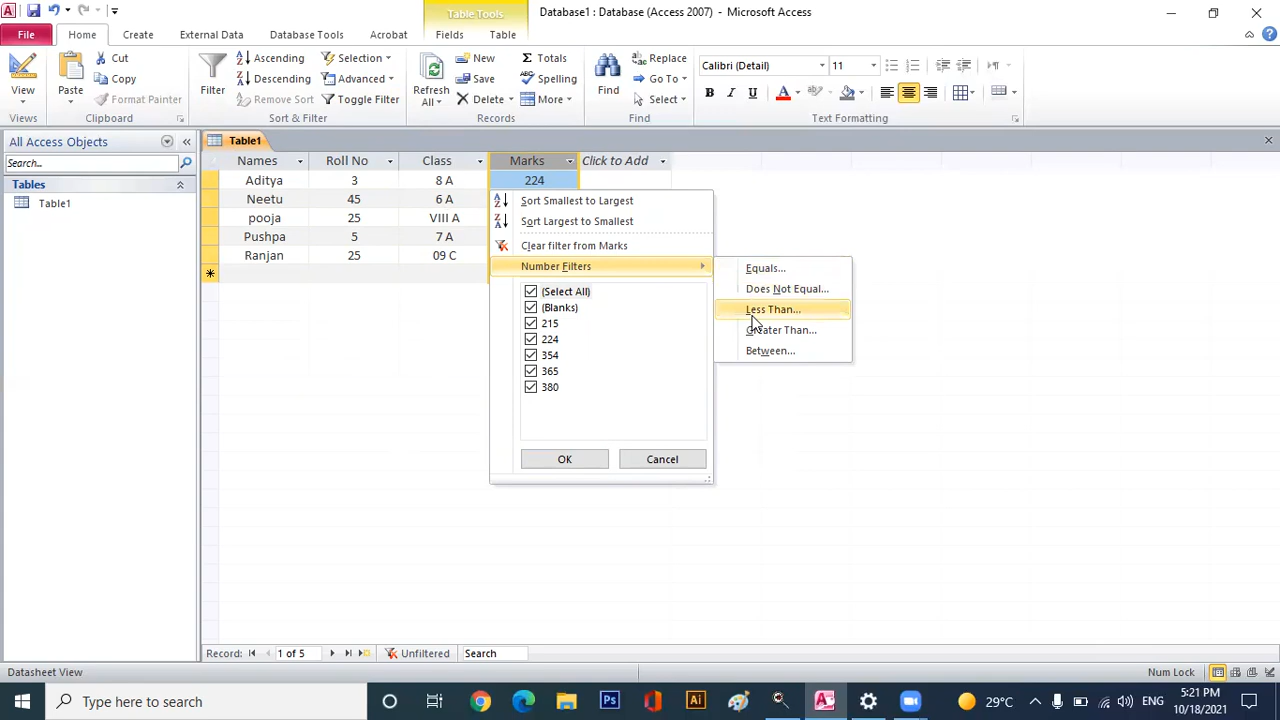 Table Tools
Database1 : Database (Access 2007) - Microsoft Access
File Home Create External Data Database Tools Acrobat Fields Table
View
Views
Paste
Cut
Copy
Format Painter
Clipboard
Filter
Ascending
Descending
Remove Sort
Selection
Advanced
Toggle Filter
Sort & Filter
Refresh
All
New
Save
Delete
Totals
Spelling
More
Records
Find
Replace
Go To
Select
Find
Calibri (Detail) 11
B I U
A
Text Formatting
All Access Objects
Search...
Tables
Table1
Table1
Names Roll No Class Marks Click to Add
Aditya 3 8 A 224
Neetu 45 6 A
pooja 25 VIII A
Pushpa 5 7 A
Ranjan 25 09 C
Sort Smallest to Largest
Sort Largest to Smallest
Clear filter from Marks
Number Filters
(Select All)
(Blanks)
215
224
354
365
380
OK Cancel
Equals...
Does Not Equal...
Less Than...
Greater Than...
Between...
Record: 1 of 5 Unfiltered Search
Datasheet View Num Lock
Type here to search
Ps
Ai
29°C
ENG
5:21 PM
10/18/2021